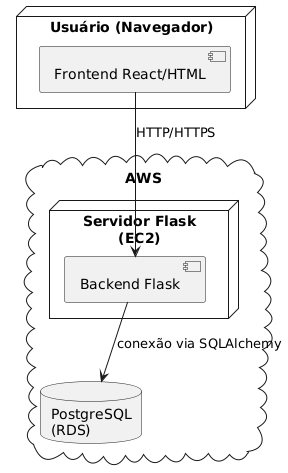 Usuário (Navegador)
Frontend React/HTML
HTTP/HTTPS
AWS
Servidor Flask
(EC2)
Backend Flask
conexão via SQLAlchemy
PostgreSQL
(RDS)